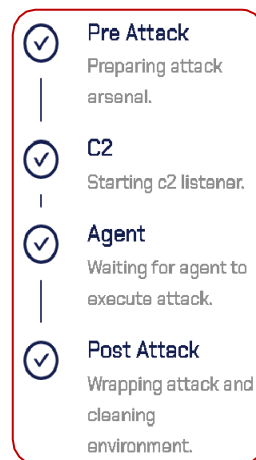 Pre Attack
Preparing attack
arsenal.
C2
Starting c2 listener.
Agent
Waiting for agent to
execute attack.
Post Attack
Wrapping attack and
cleaning
environment.